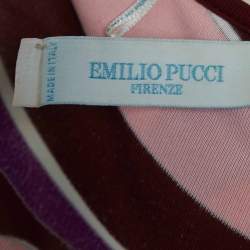 MADE IN ITALY
EMILIO PUCCI
FIRENZE